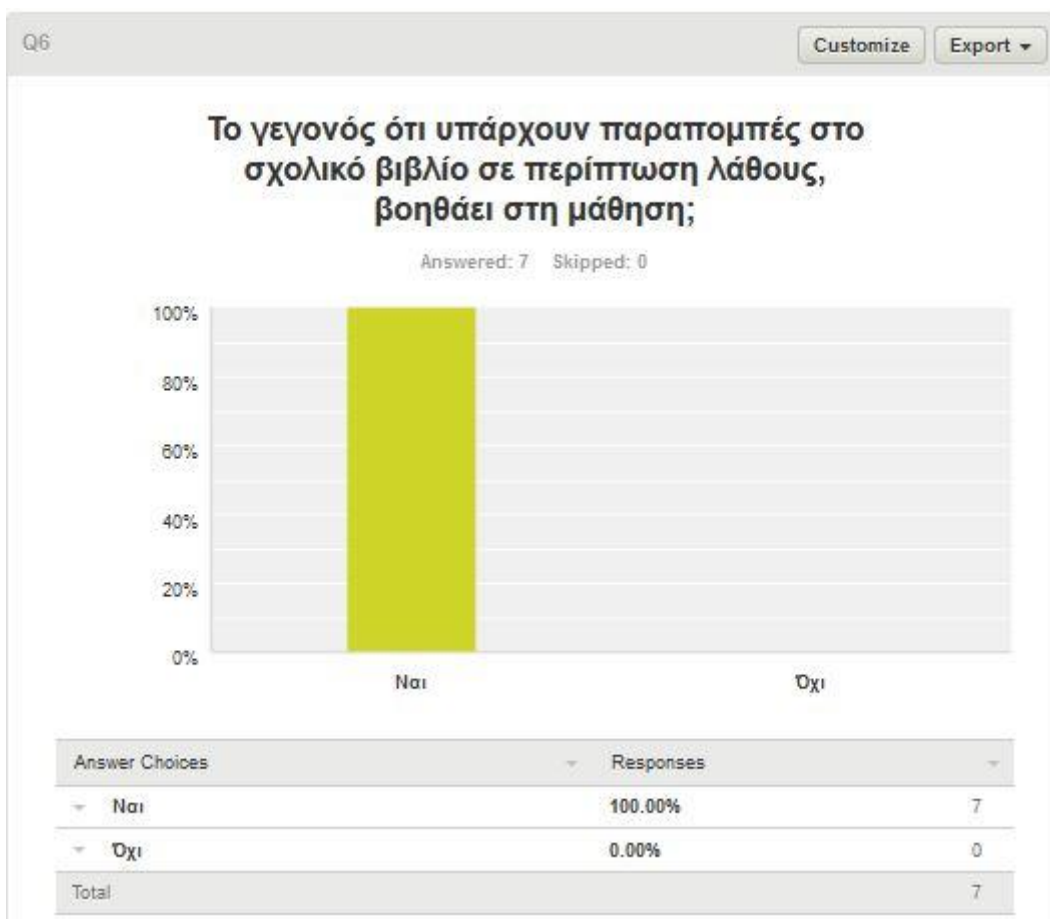 Q6
Customize
Export
Το γεγονός ότι υπάρχουν παραπομπές στο
σχολικό βιβλίο σε περίπτωση λάθους,
βοηθάει στη μάθηση;
Answered: 7 Skipped: 0
100%
80%
60%
40%
20%
0%
Ναι Όχι
Answer Choices Responses
Ναι 100.00% 7
Όχι 0.00% 0
Total 7